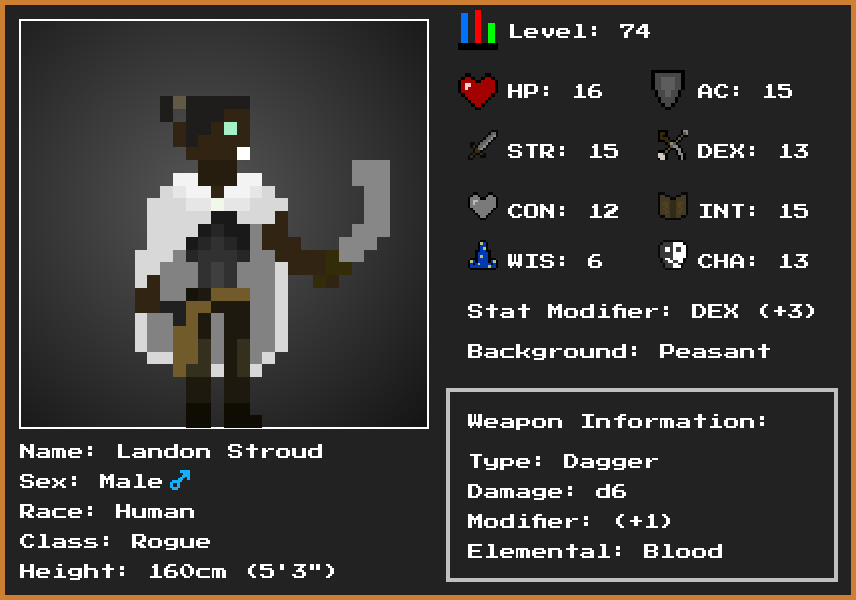 Level: 74
HP: 16 AC: 15
STR: 15 DEX: 13
CON: 12 INT: 15
WIS: 6 CHA: 13
Stat Modifier: DEX (+3)
Background: Peasant
Weapon Information:
Type: Dagger
Damage: d6
Modifier: (+1)
Elemental: Blood
Name: Landon Stroud
Sex: Male♂
Race: Human
Class: Rogue
Height: 160cm (5'3")